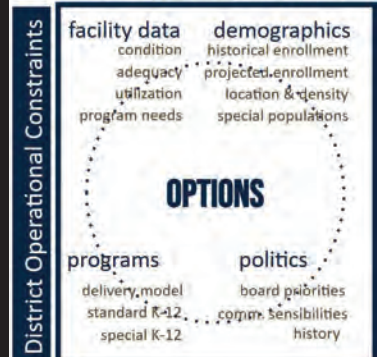 District Operational Constraints
facility data
condition
adequacy
utilization
program needs
demographics
historical enrollment
projected enrollment
location & density
special populations
OPTIONS
programs
delivery model
standard K-12
special K-12
politics
board priorities
comm. sensibilities
history